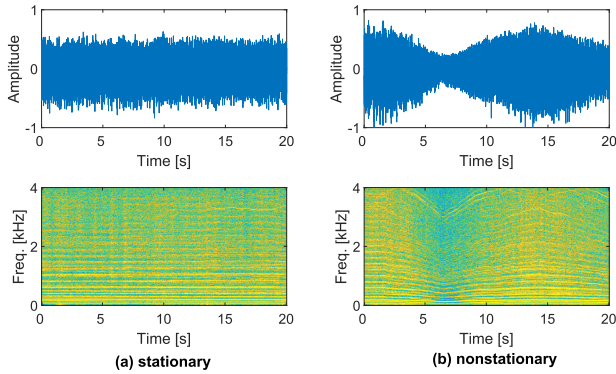 1
0
-1
Amplitude
0 5 10 15 20
Time [s]
1
0
-1
Amplitude
0 5 10 15 20
Time [s]
4
2
0
Freq. [kHz]
0 5 10 15 20
Time [s]
4
2
0
Freq. [kHz]
0 5 10 15 20
Time [s]
(a) stationary
(b) nonstationary